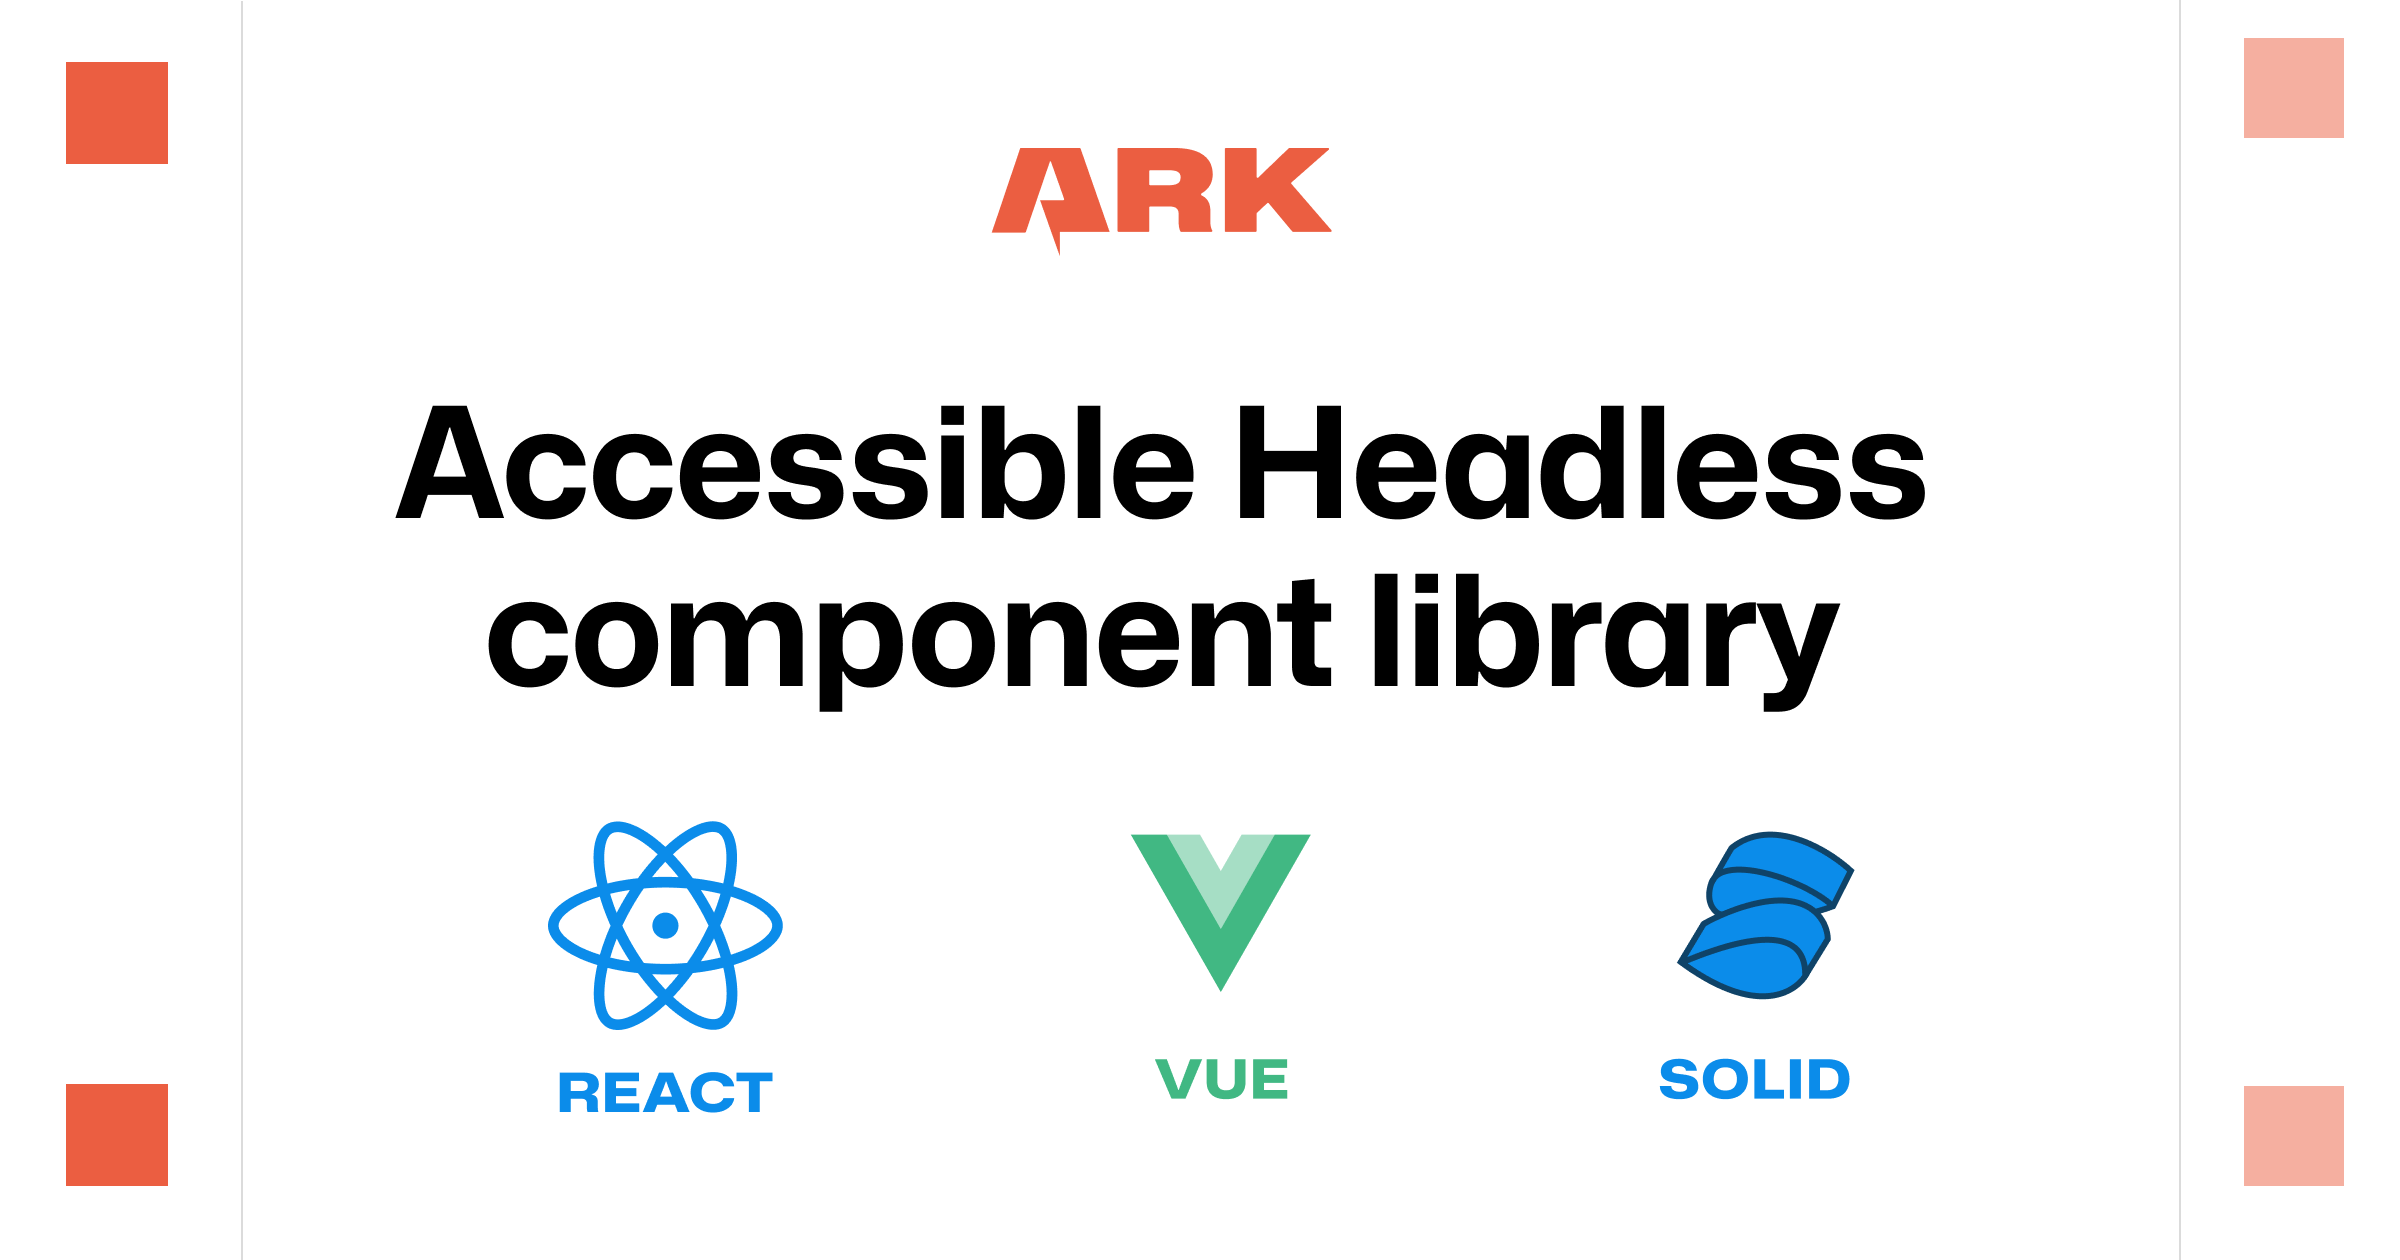 ARK
Accessible Headless
component library
REACT
VUE
SOLID